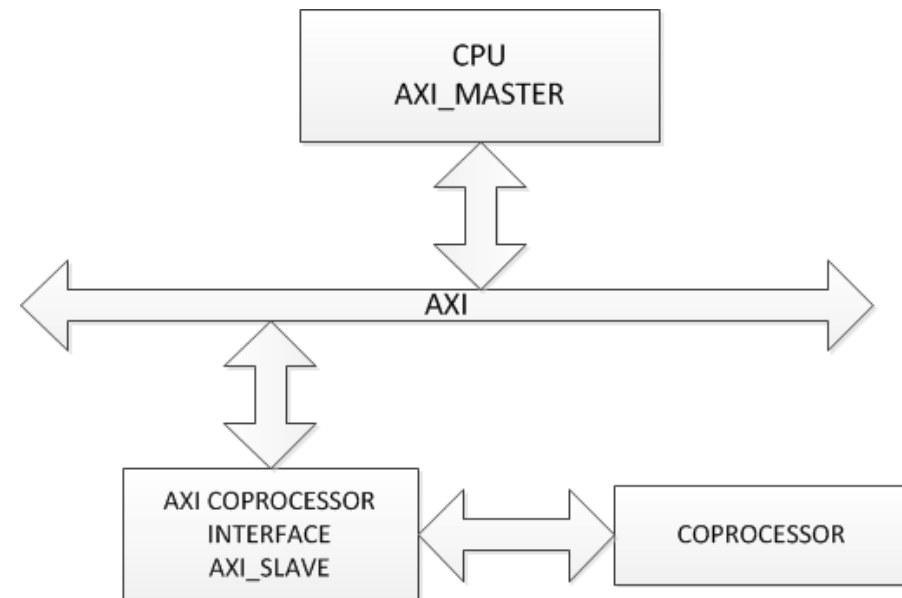 CPU
AXI_MASTER
AXI
AXI COPROCESSOR
INTERFACE
AXI_SLAVE
COPROCESSOR